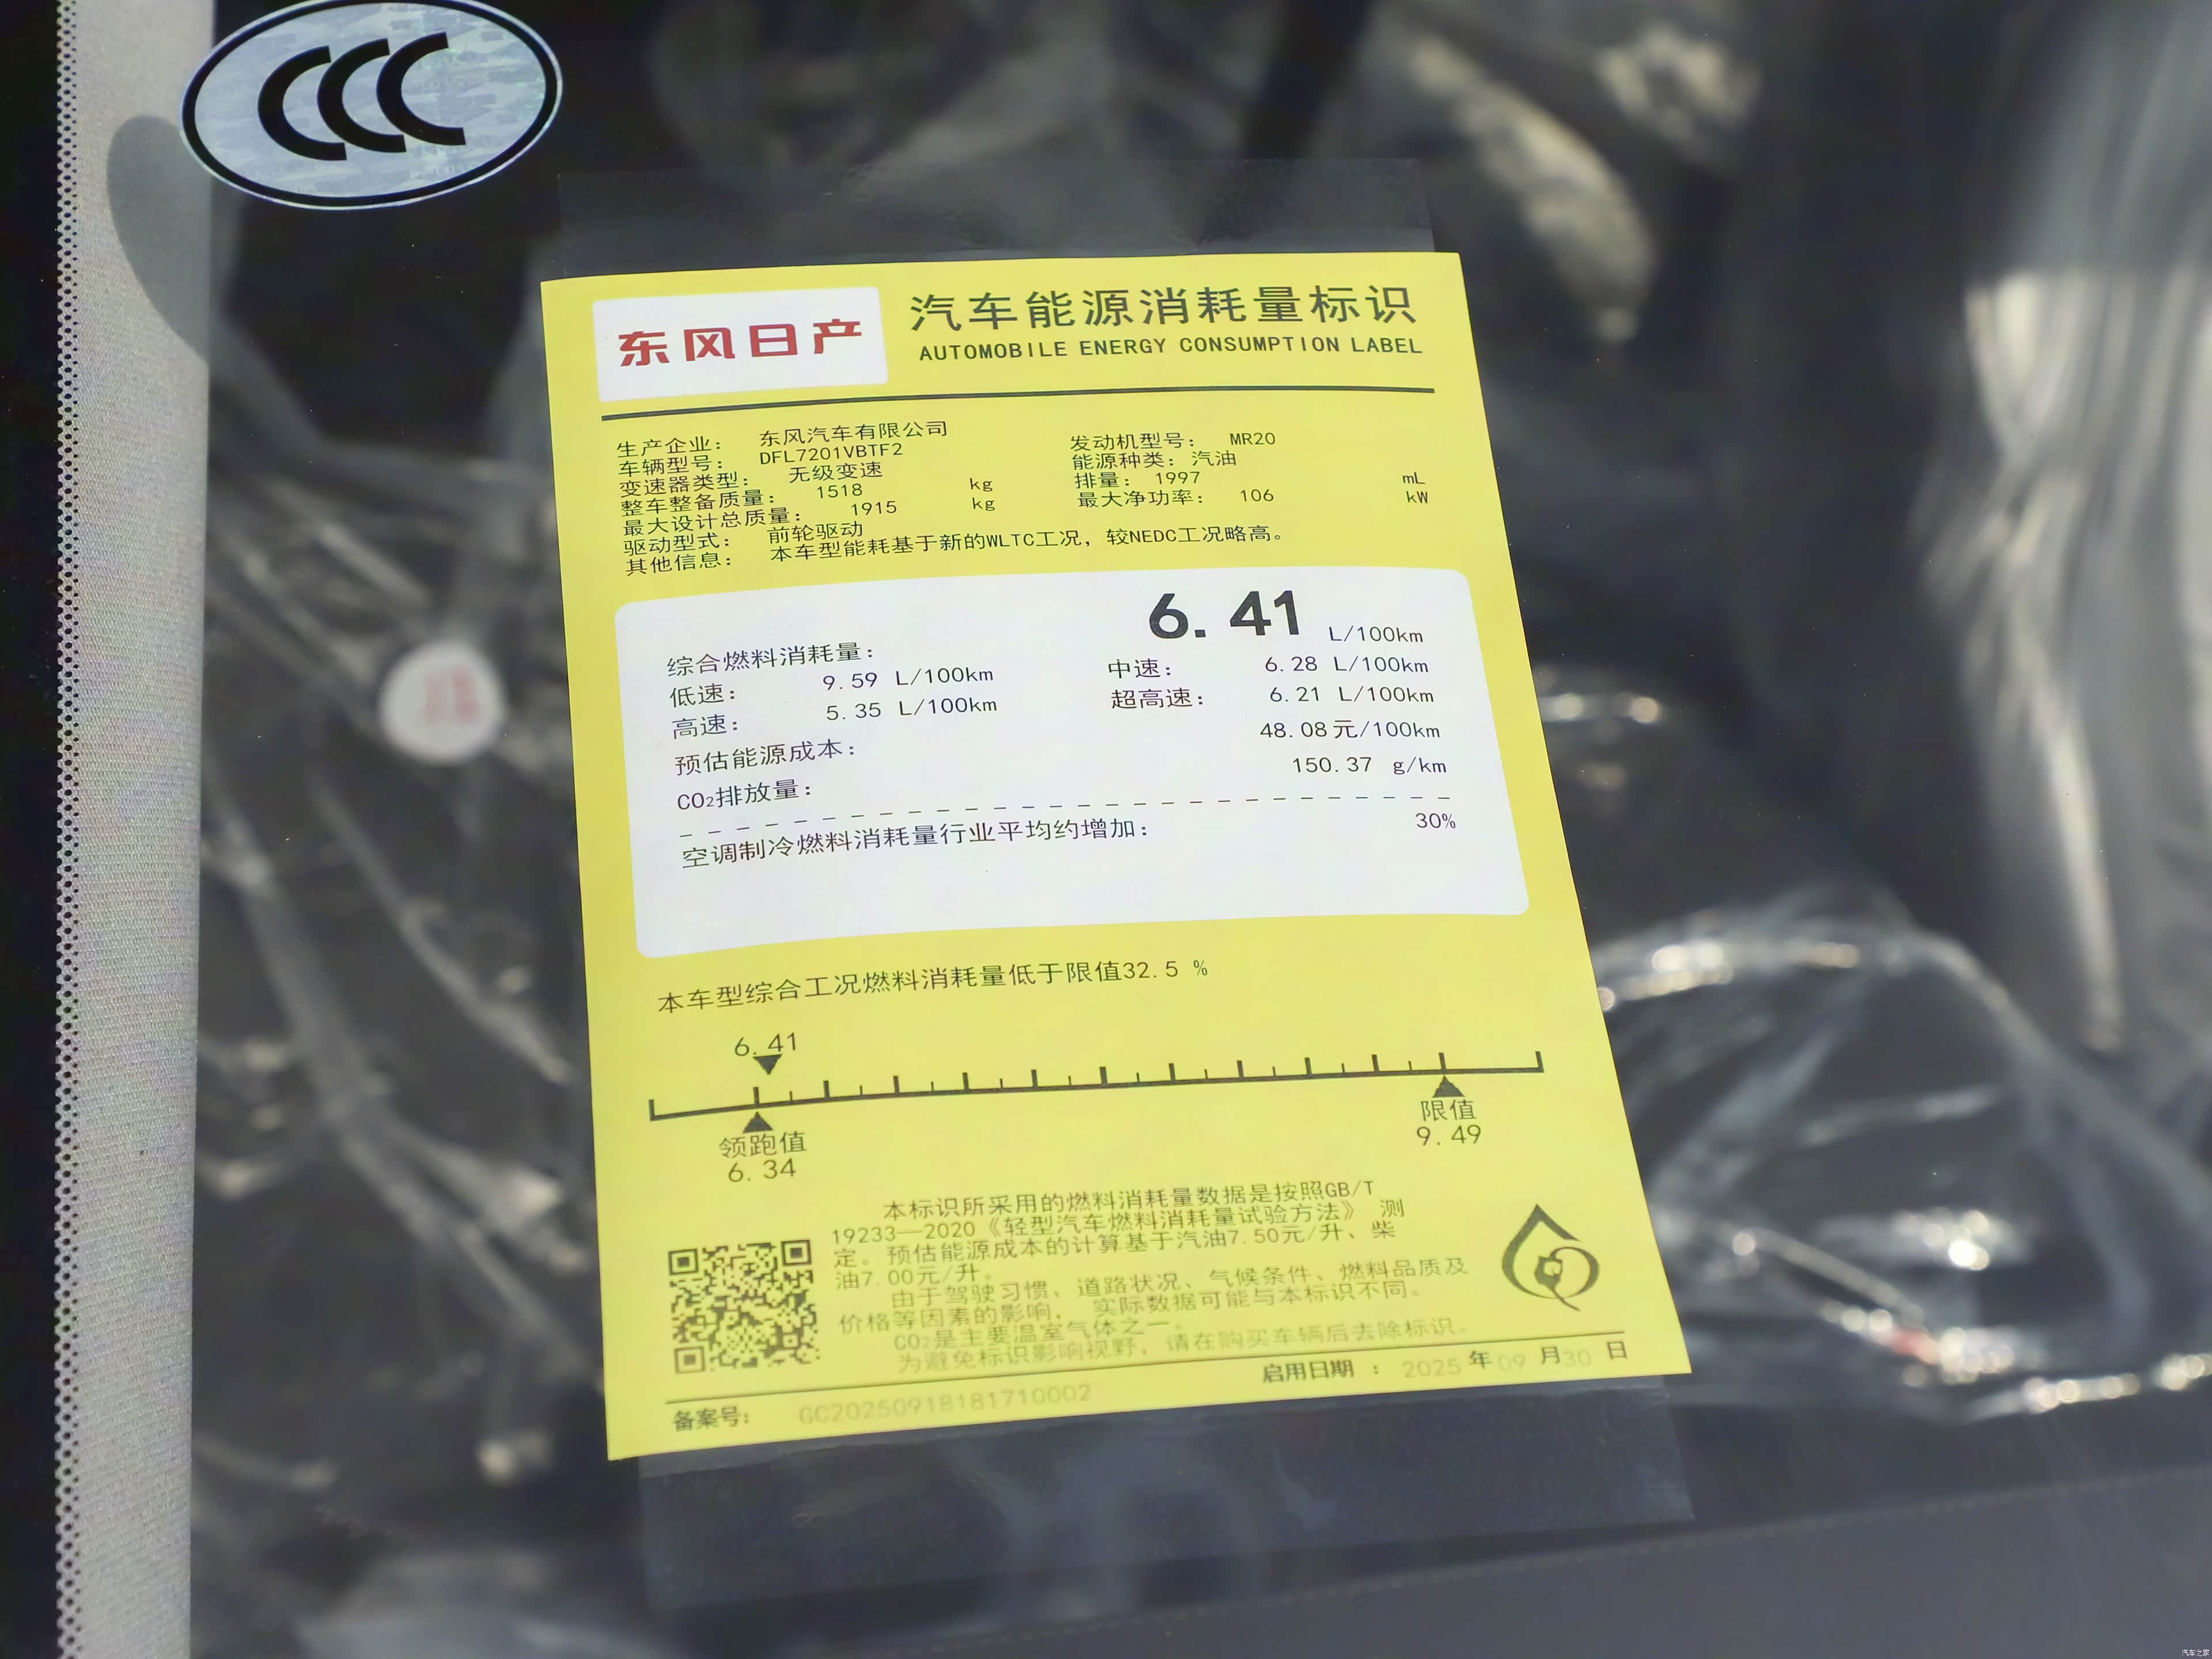 CCC
东风日产
汽车能源消耗量标识
AUTOMOBILE ENERGY CONSUMPTION LABEL
生产企业： 东风汽车有限公司
车辆型号： DFL7201VBTF2
变速器类型： 无级变速
整车整备质量： 1518 kg
最大设计总质量： 1915 kg
驱动型式： 前轮驱动
其他信息： 本车型能耗基于新的WLTC工况，较NEDC工况略高。
发动机型号： MR20
能源种类： 汽油
排量： 1997 mL
最大净功率： 106 kW
综合燃料消耗量： 6.41 L/100km
低速： 9.59 L/100km 中速： 6.28 L/100km
高速： 5.35 L/100km 超高速： 6.21 L/100km
预估能源成本： 48.08元/100km
CO₂排放量： 150.37 g/km
空调制冷燃料消耗量行业平均约增加： 30%
本车型综合工况燃料消耗量低于限值32.5 %
6.41
领跑值
6.34
限值
9.49
本标识所采用的燃料消耗量数据是按照GB/T
19233—2020《轻型汽车燃料消耗量试验方法》 测
定。预估能源成本的计算基于汽油7.50元/升、柴
油7.00元/升。
由于驾驶习惯、道路状况、气候条件、燃料品质及
价格等因素的影响， 实际数据可能与本标识不同。
CO₂是主要温室气体之一。
为避免标识影响视野，请在购买车辆后去除标识。
启用日期 ： 2025 年 09 月 30 日
备案号： GC20250918181710002
汽车之家